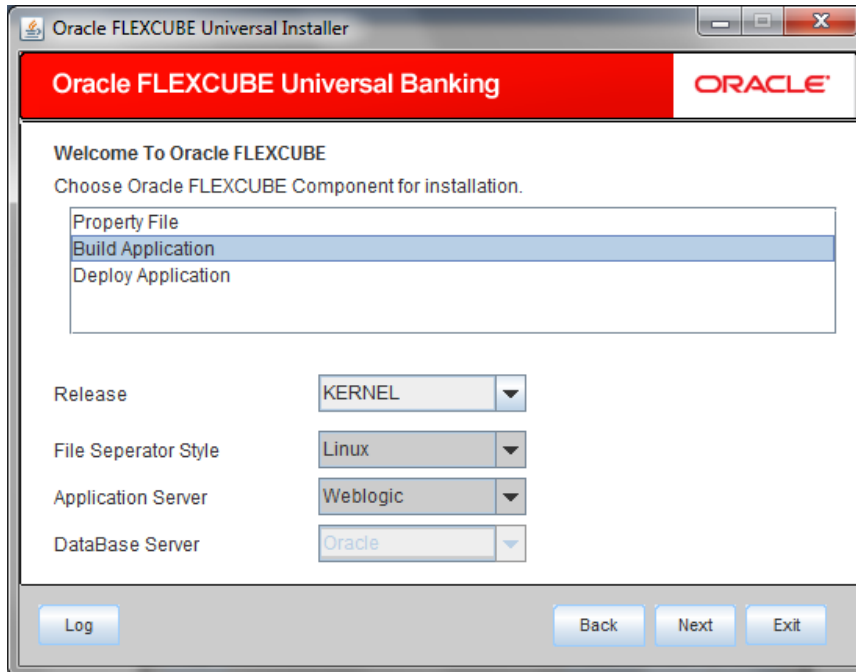 Oracle FLEXCUBE Universal Installer
Oracle FLEXCUBE Universal Banking
ORACLE
Welcome To Oracle FLEXCUBE
Choose Oracle FLEXCUBE Component for installation.
Property File
Build Application
Deploy Application
Release KERNEL
File Seperator Style Linux
Application Server Weblogic
DataBase Server Oracle
Log Back Next Exit